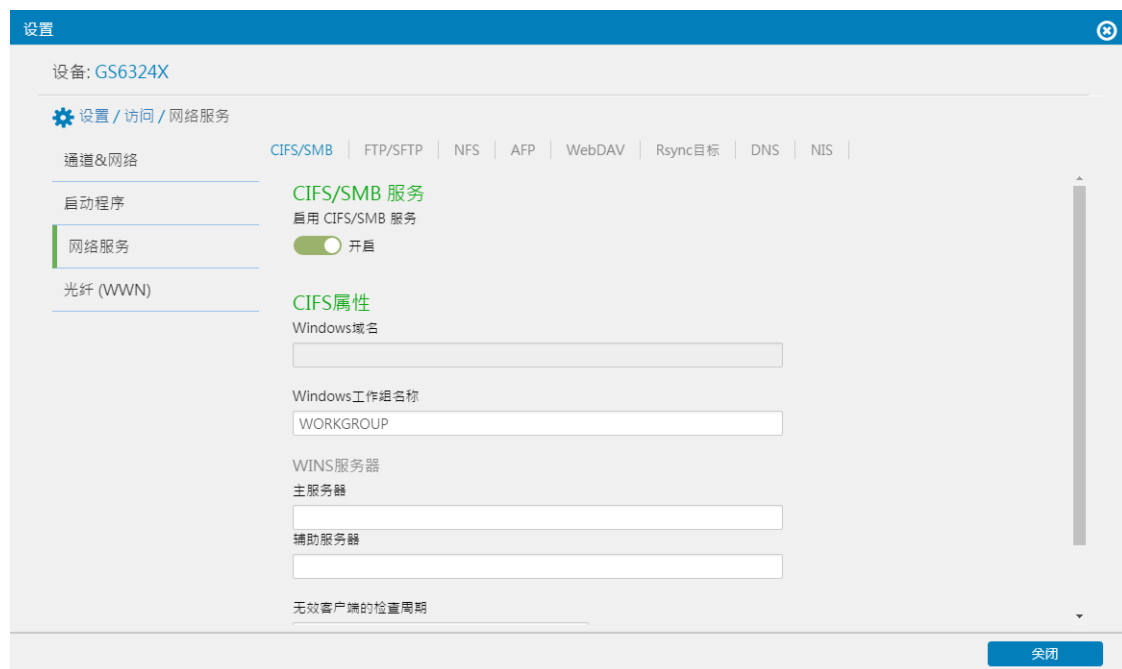 设置
设备: GS6324X
设置 / 访问 / 网络服务
通道&网络
启动程序
网络服务
光纤 (WWN)
CIFS/SMB FTP/SFTP NFS AFP WebDAV Rsync目标 DNS NIS
CIFS/SMB 服务
启用 CIFS/SMB 服务
开启
CIFS属性
Windows域名
Windows工作组名称
WORKGROUP
WINS服务器
主服务器
辅助服务器
无效客户端的检查周期
关闭